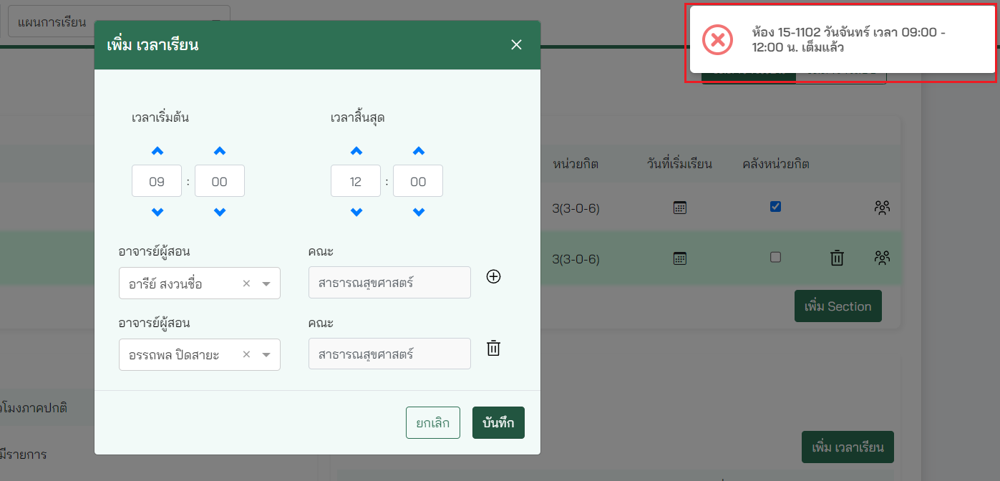 แผนการเรียน
เพิ่ม เวลาเรียน
ห้อง 15-1102 วันจันทร์ เวลา 09:00 -
12:00 น. เต็มแล้ว
เวลาเริ่มต้น
เวลาสิ้นสุด
09 : 00
12 : 00
อาจารย์ผู้สอน
คณะ
อารีย์ สงวนชื่อ
สาธารณสุขศาสตร์
อาจารย์ผู้สอน
คณะ
อรรถพล ปิดสายะ
สาธารณสุขศาสตร์
ยกเลิก
บันทึก
หน่วยกิต
วันที่เริ่มเรียน
คลังหน่วยกิต
3(3-0-6)
3(3-0-6)
เพิ่ม Section
โมงภาคปกติ
มีรายการ
เพิ่ม เวลาเรียน